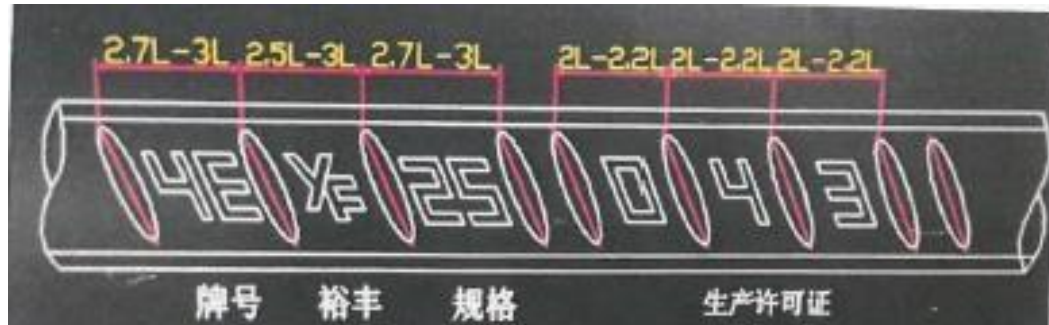 2.7L-3L 2.5L-3L 2.7L-3L 2L-2.2L 2L-2.2L 2L-2.2L
4E YF 25 0 4 3
牌号 裕丰 规格 生产许可证